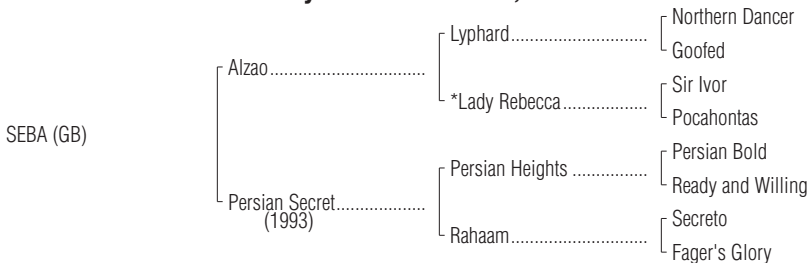 Northern Dancer
Lyphard
Goofed
Alzao
Sir Ivor
*Lady Rebecca
Pocahontas
SEBA (GB)
Persian Bold
Persian Heights
Ready and Willing
Persian Secret
(1993)
Secreto
Rahaam
Fager's Glory